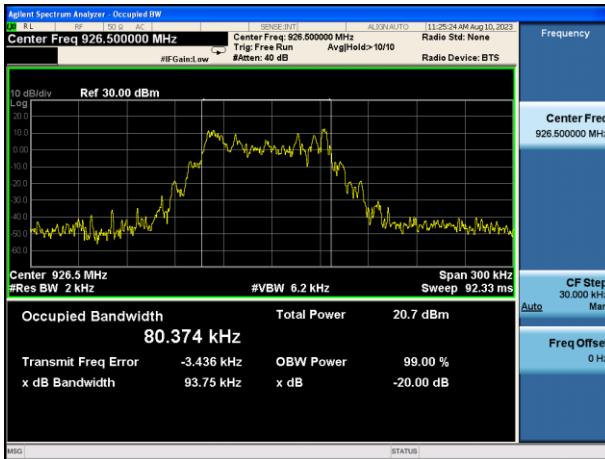 Agilent Spectrum Analyzer - Occupied BW
RL RF 50 Ω AC SENSE:INT ALIGN AUTO 11:25:24 AM Aug 10, 2023
Center Freq 926.500000 MHz
Center Freq: 926.500000 MHz Radio Std: None
Trig: Free Run Avg|Hold:>10/10
#IFGain:Low #Atten: 40 dB Radio Device: BTS
10 dB/div Ref 30.00 dBm
Log
20.0
10.0
0.00
-10.0
-20.0
-30.0
-40.0
-50.0
-60.0
Center 926.5 MHz Span 300 kHz
#Res BW 2 kHz #VBW 6.2 kHz Sweep 92.33 ms
Occupied Bandwidth Total Power 20.7 dBm
80.374 kHz
Transmit Freq Error -3.436 kHz OBW Power 99.00 %
x dB Bandwidth 93.75 kHz x dB -20.00 dB
MSG STATUS
Frequency
Center Freq
926.500000 MHz
CF Step
30.000 kHz
Auto Man
Freq Offset
0 Hz